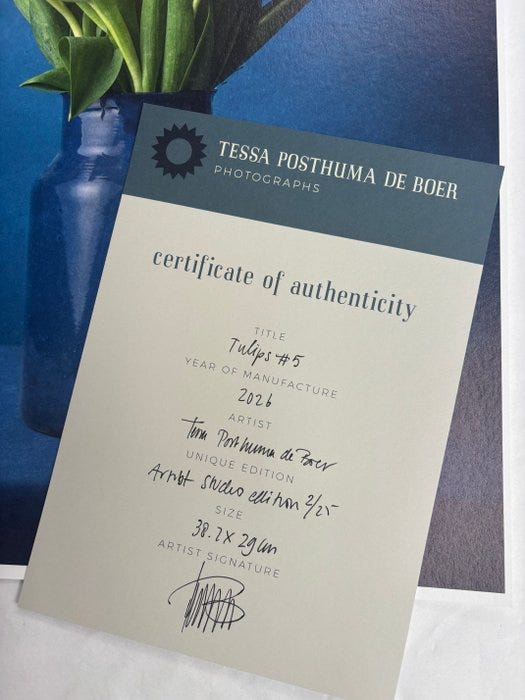 TESSA POSTHUMA DE BOER
PHOTOGRAPHS
certificate of authenticity
TITLE
Tulips #5
YEAR OF MANUFACTURE
2026
ARTIST
Tessa Posthuma de Boer
UNIQUE EDITION
Artist studio edition 2/25
SIZE
38.2 x 29 cm
ARTIST SIGNATURE